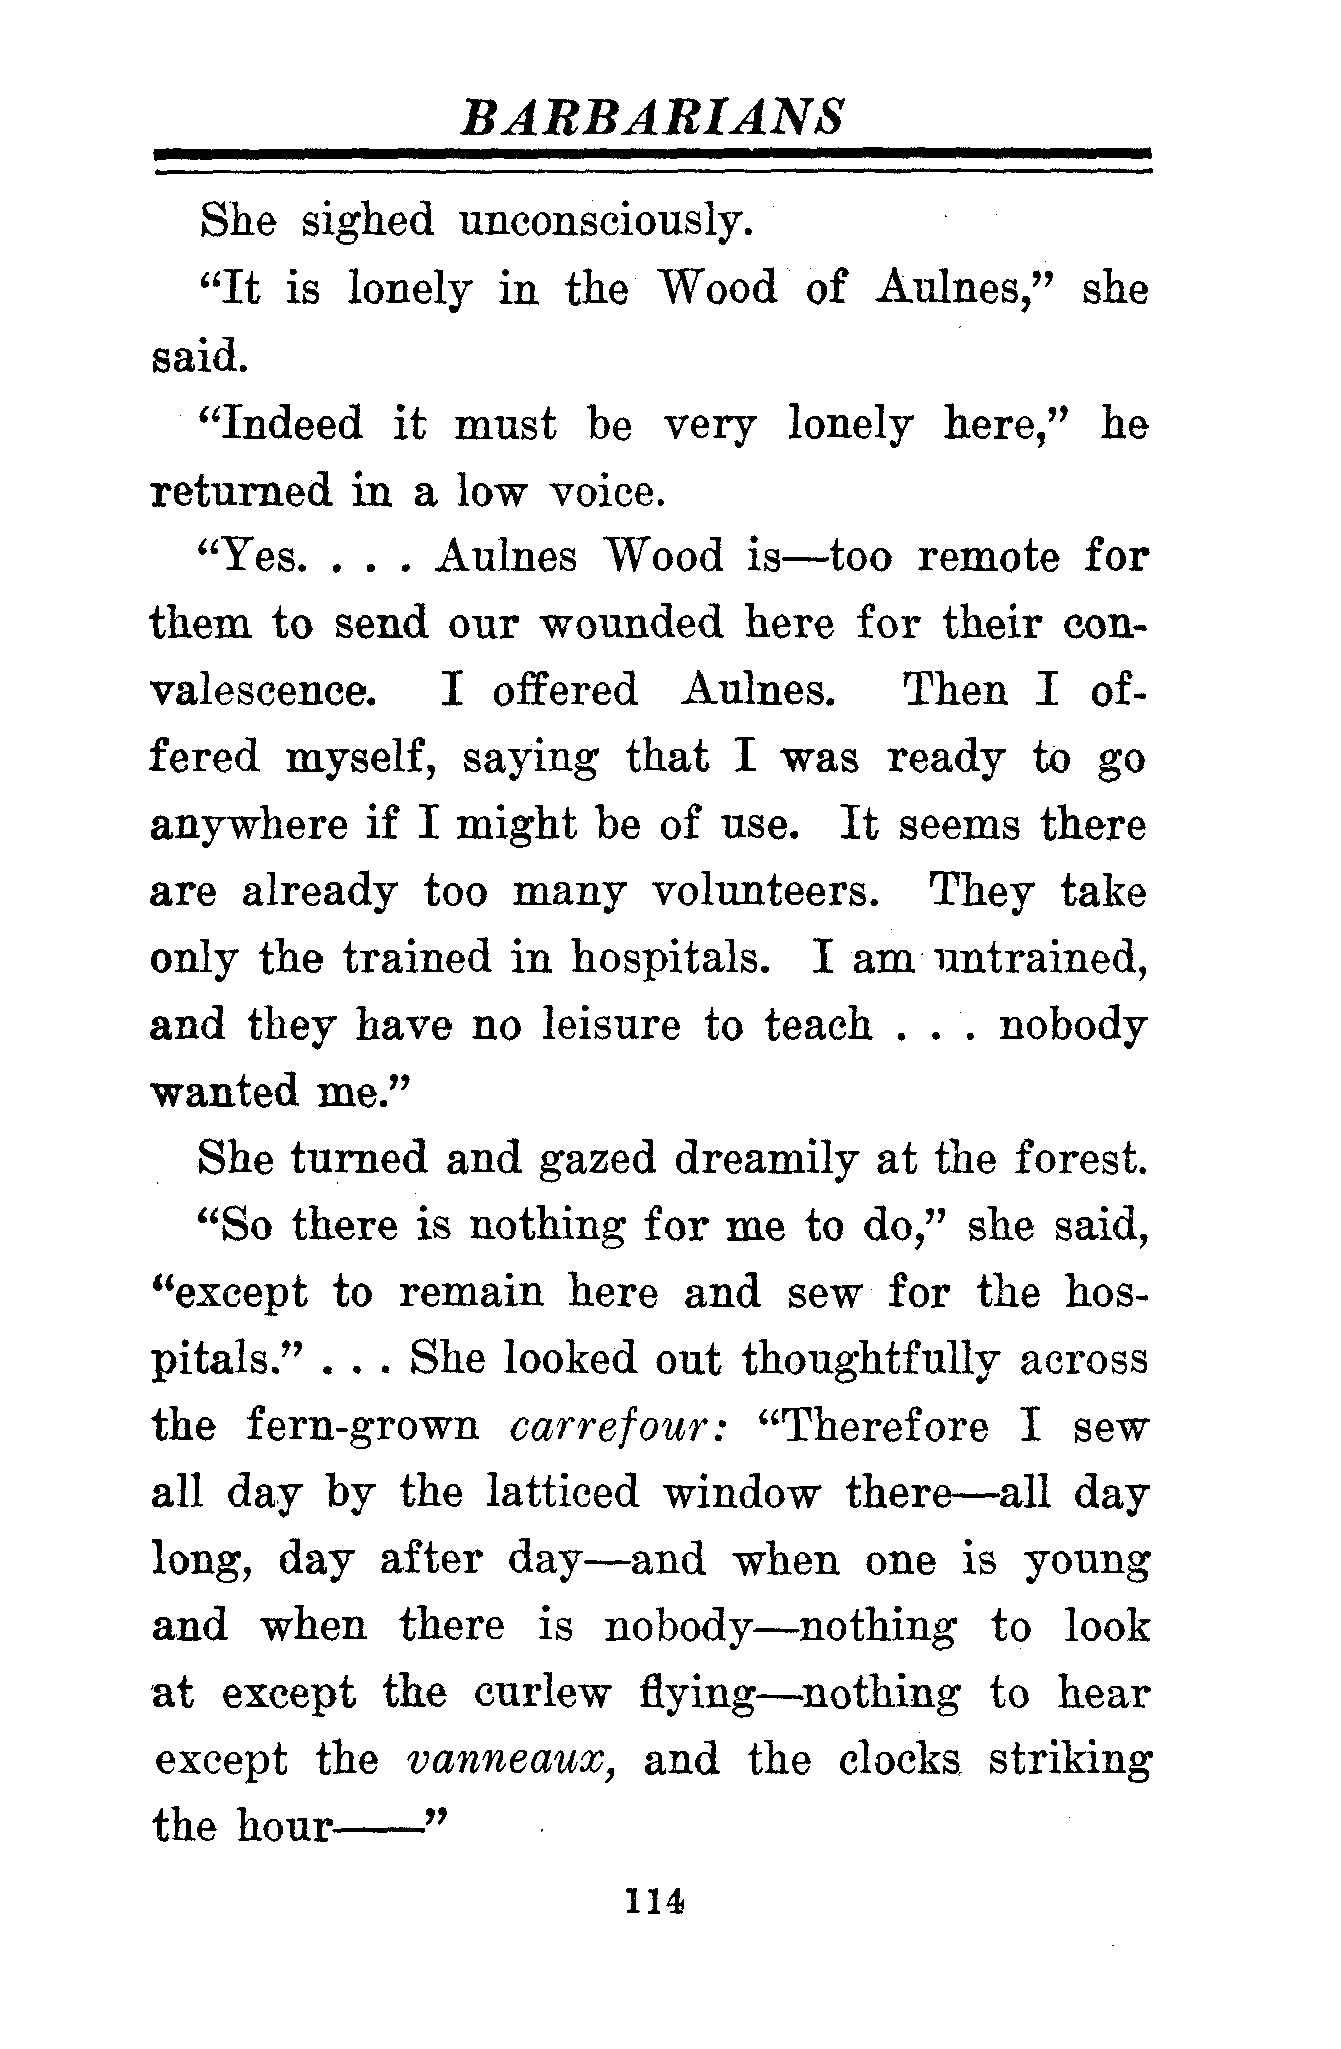 BARBARIANS
She sighed unconsciously.
“It is lonely in the Wood of Aulnes,” she
said.
“Indeed it must be very lonely here,” he
returned in a low voice.
“Yes. . . . Aulnes Wood is—too remote for
them to send our wounded here for their con-
valescence. I offered Aulnes. Then I of-
fered myself, saying that I was ready to go
anywhere if I might be of use. It seems there
are already too many volunteers. They take
only the trained in hospitals. I am untrained,
and they have no leisure to teach . . . nobody
wanted me.”
She turned and gazed dreamily at the forest.
“So there is nothing for me to do,” she said,
“except to remain here and sew for the hos-
pitals.” . . . She looked out thoughtfully across
the fern-grown carrefour: “Therefore I sew
all day by the latticed window there—all day
long, day after day—and when one is young
and when there is nobody—nothing to look
at except the curlew flying—nothing to hear
except the vanneaux, and the clocks striking
the hour——”
114